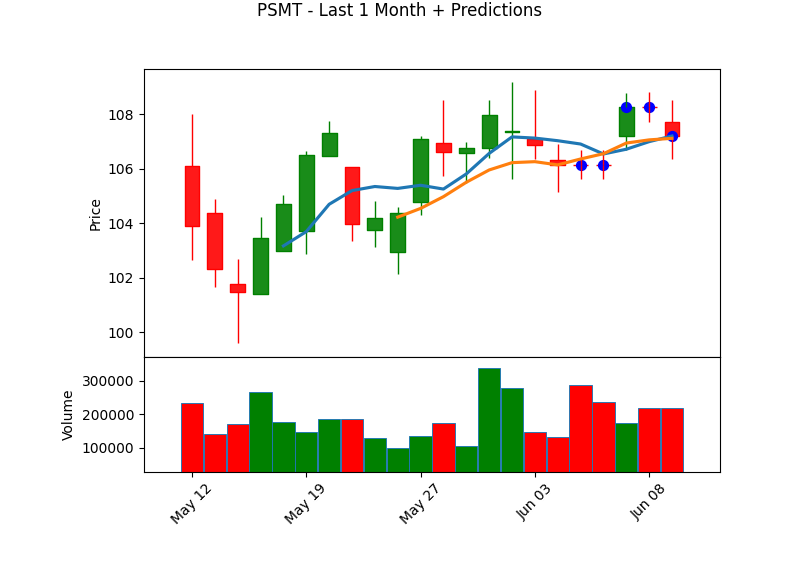 PSMT - Last 1 Month + Predictions
Price
108
106
104
102
100
Volume
300000
200000
100000
May 12
May 19
May 27
Jun 03
Jun 08